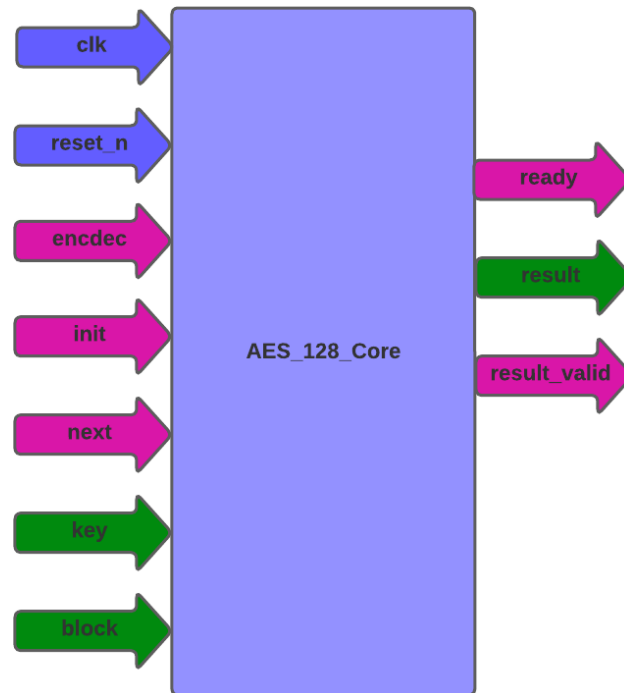 clk
reset_n
encdec
init
next
key
block
AES_128_Core
ready
result
result_valid